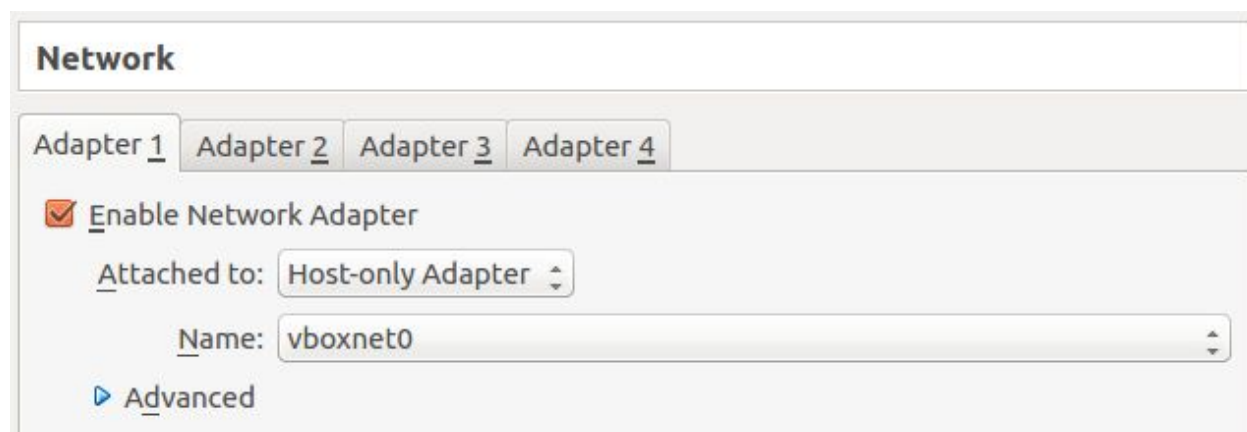 Network
Adapter 1 Adapter 2 Adapter 3 Adapter 4
Enable Network Adapter
Attached to: Host-only Adapter
Name: vboxnet0
Advanced